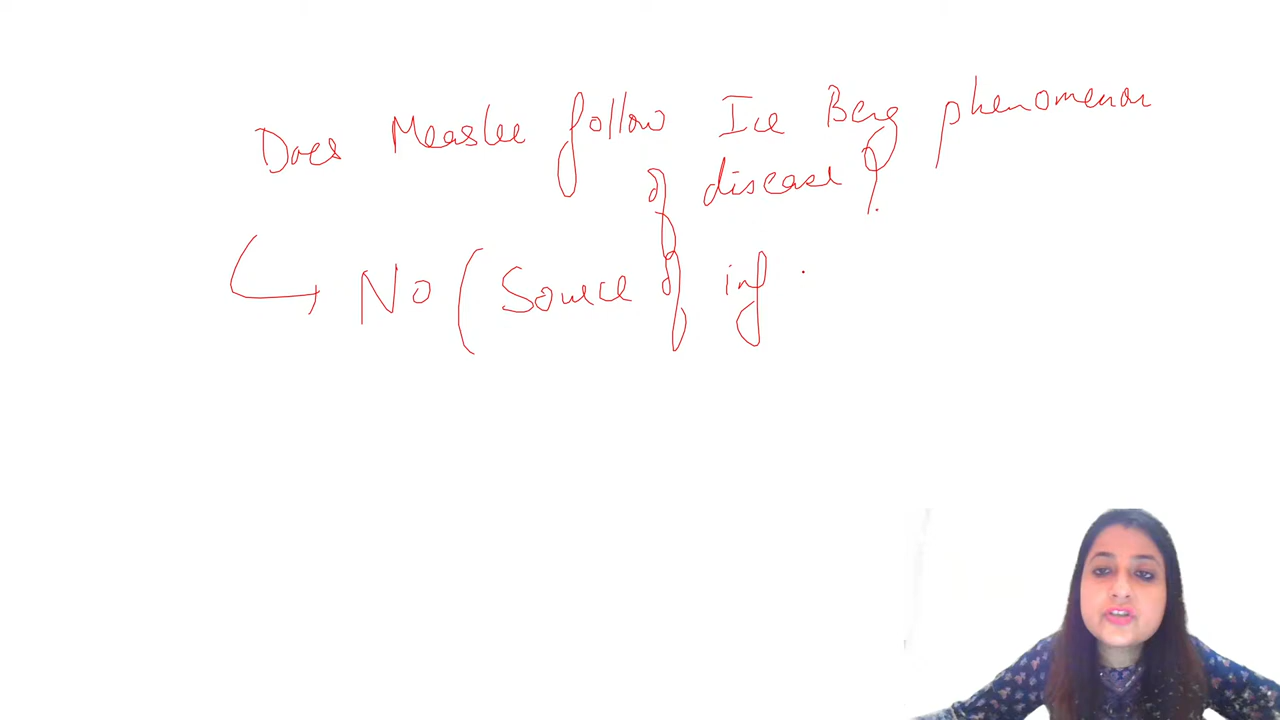 Does Measles follow Ice Berg phenomenon
of disease?
No (Source of inf.